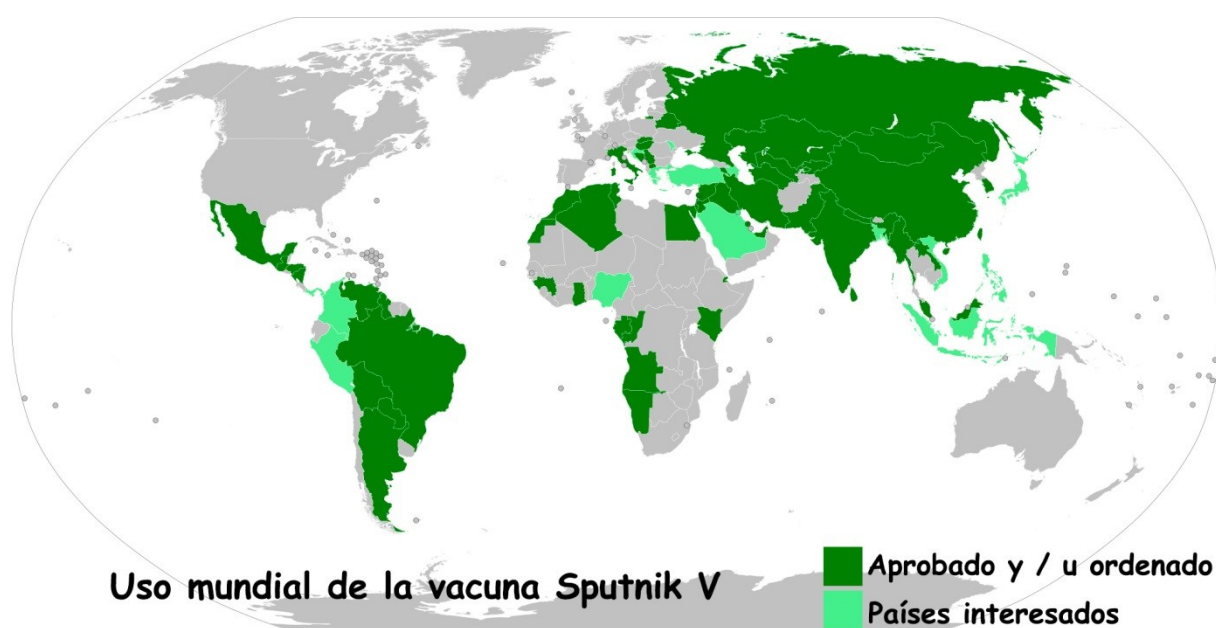 Uso mundial de la vacuna Sputnik V
Aprobado y / u ordenado
Países interesados